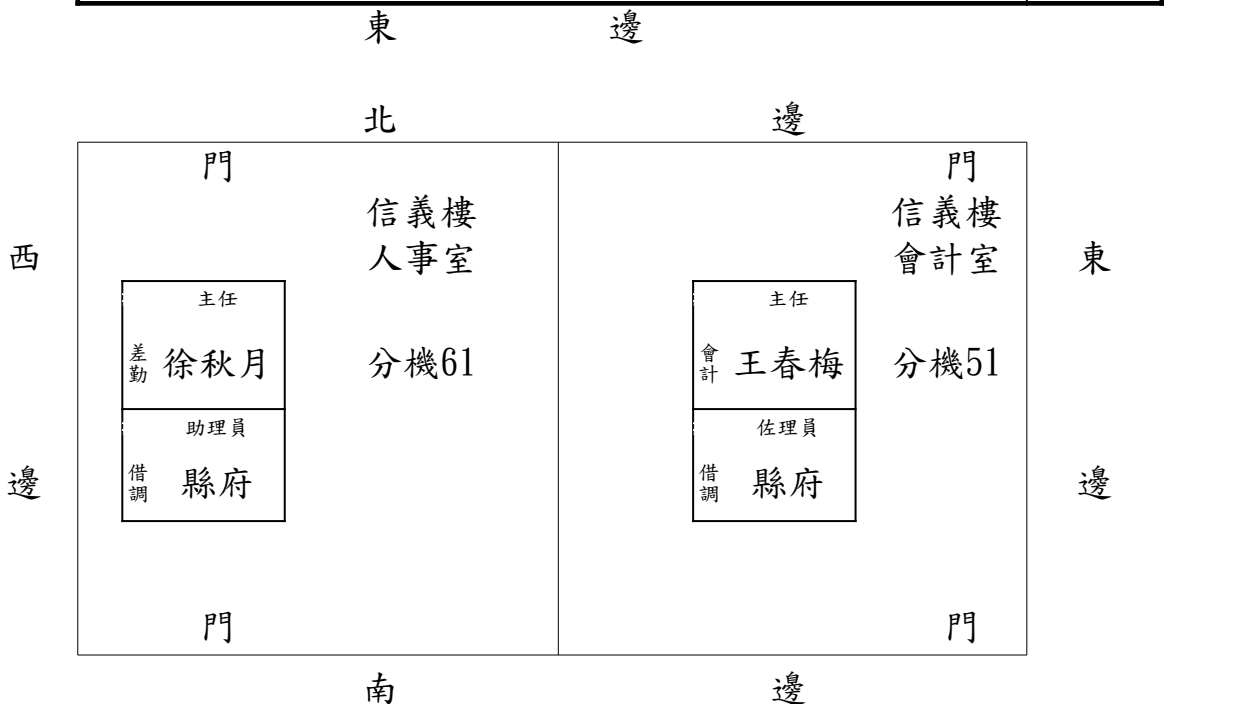 東 邊
北 邊
門 門
信義樓 信義樓
人事室 會計室
西 東
主任 主任
差勤 徐秋月 分機61 會計 王春梅 分機51
助理員 佐理員
邊 借調 縣府 借調 縣府 邊
門 門
南 邊